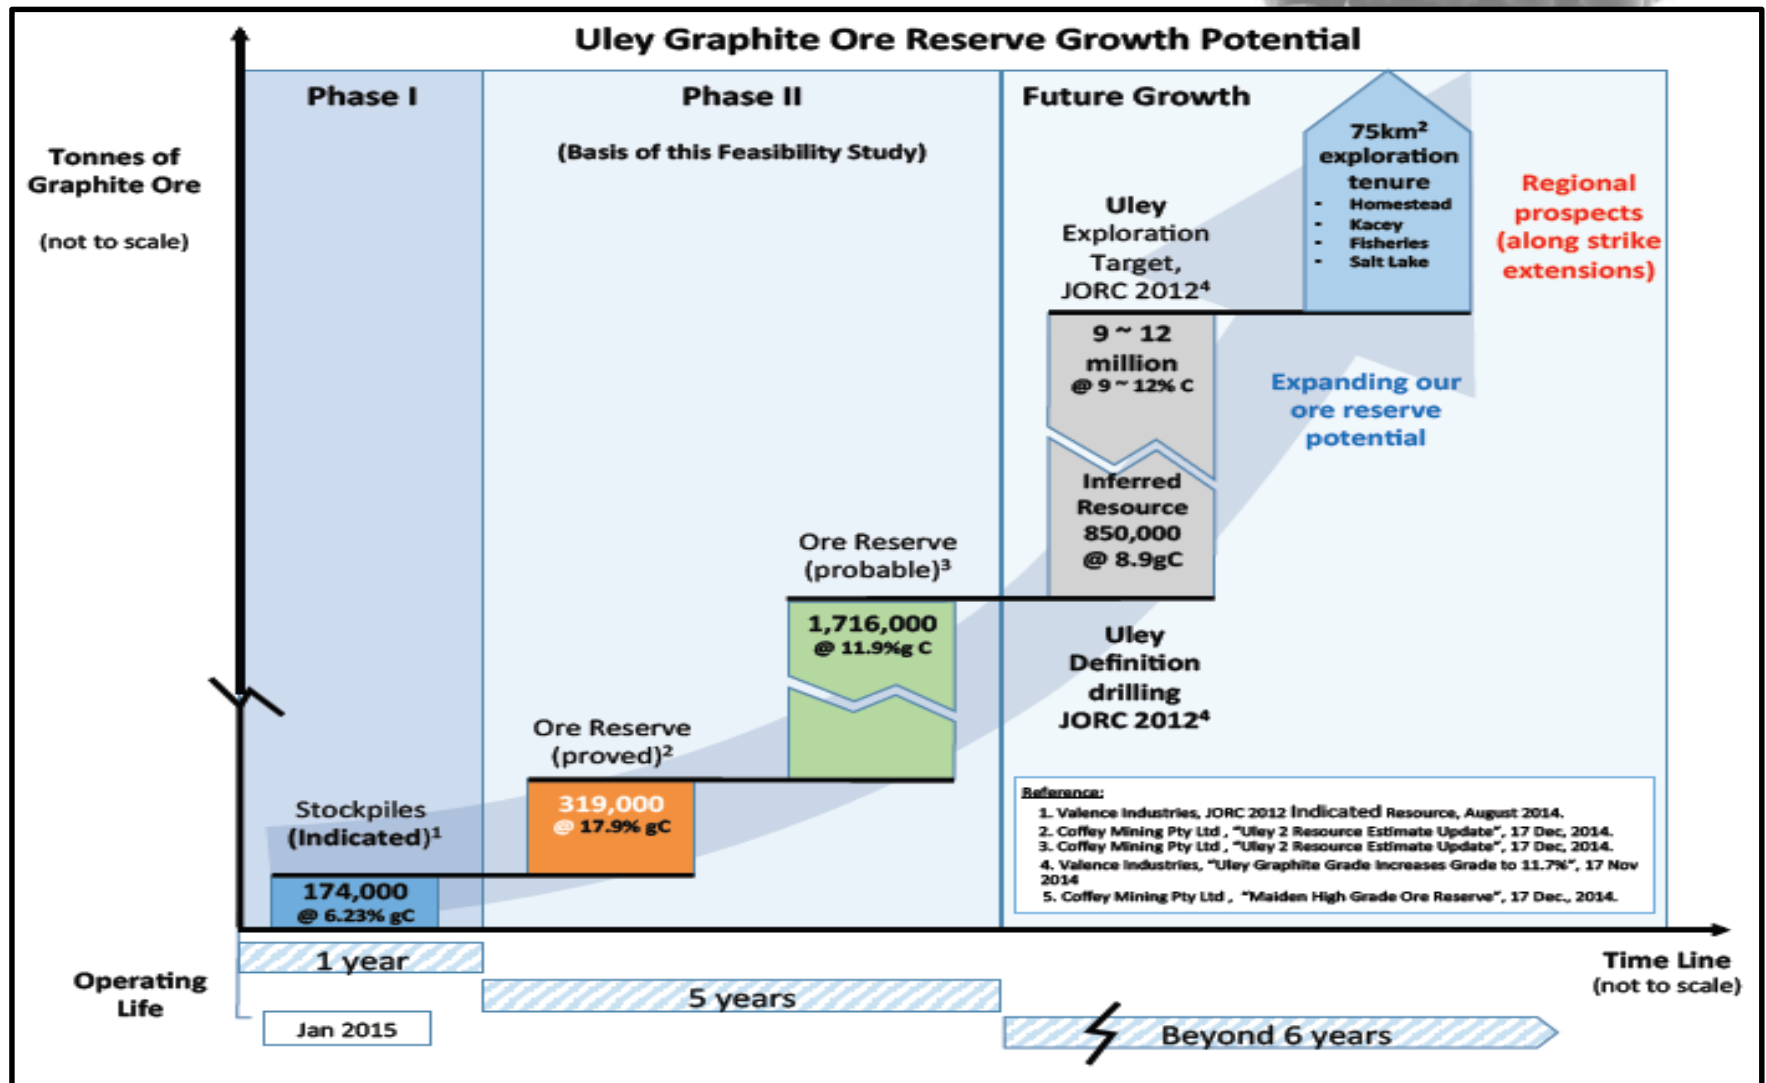 Uley Graphite Ore Reserve Growth Potential
Phase I
Phase II
(Basis of this Feasibility Study)
Future Growth
Tonnes of
Graphite Ore
(not to scale)
75km²
exploration
tenure
- Homestead
- Kacey
- Fisheries
- Salt Lake
Regional
prospects
(along strike
extensions)
Uley
Exploration
Target,
JORC 2012⁴
9 ~ 12
million
@ 9 ~ 12% C
Expanding our
ore reserve
potential
Inferred
Resource
850,000
@ 8.9gC
Ore Reserve
(probable)³
1,716,000
@ 11.9%g C
Uley
Definition
drilling
JORC 2012⁴
Ore Reserve
(proved)²
319,000
@ 17.9% gC
Stockpiles
(Indicated)¹
174,000
@ 6.23% gC
Reference:
1. Valence Industries, JORC 2012 Indicated Resource, August 2014.
2. Coffey Mining Pty Ltd , "Uley 2 Resource Estimate Update", 17 Dec, 2014.
3. Coffey Mining Pty Ltd , "Uley 2 Resource Estimate Update", 17 Dec, 2014.
4. Valence Industries, "Uley Graphite Grade Increases Grade to 11.7%", 17 Nov
2014
5. Coffey Mining Pty Ltd , "Maiden High Grade Ore Reserve", 17 Dec., 2014.
Time Line
(not to scale)
Operating
Life
1 year
5 years
Beyond 6 years
Jan 2015